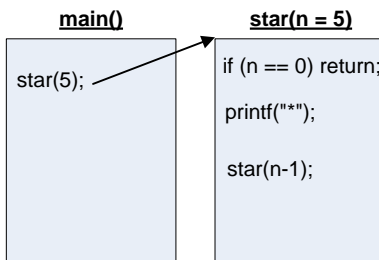 main()
star(5);
star(n = 5)
if (n == 0) return;
printf("*");
star(n-1);